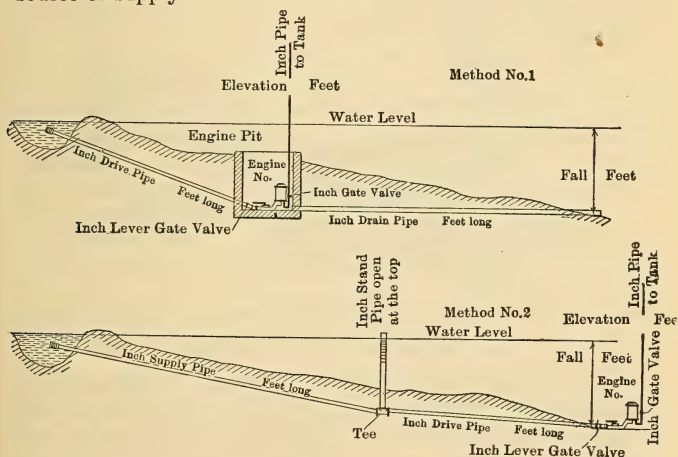 Inch Pipe
to Tank
Elevation Feet
Method No.1
Water Level
Engine Pit
Engine
No.
Inch Drive Pipe
Feet long
Inch Gate Valve
Fall Feet
Inch Lever Gate Valve
Inch Drain Pipe Feet long
Inch Stand
Pipe open
at the top
Method No.2
Water Level
Elevation Fee
Inch Pipe
to Tank
Inch Supply Pipe
Feet long
Fall Feet
Engine
No.
Inch Gate Valve
Tee
Inch Drive Pipe Feet long
Inch Lever Gate Valve